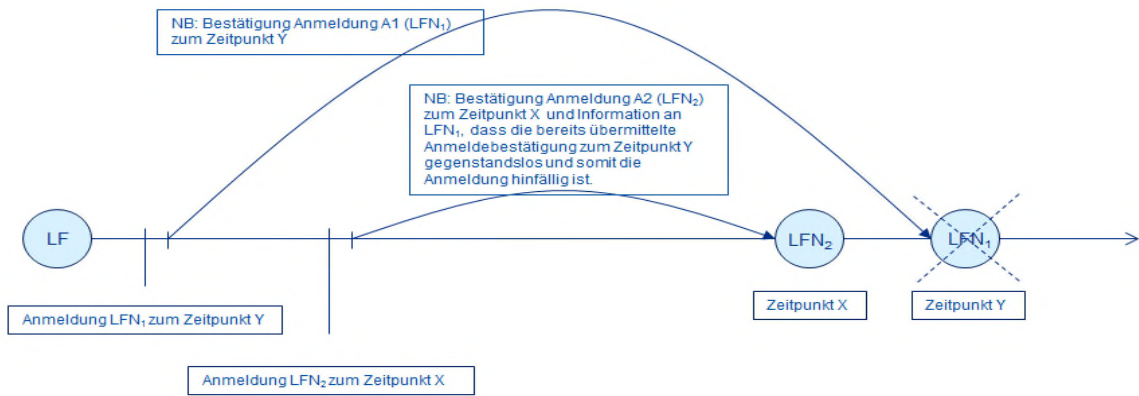 NB: Bestätigung Anmeldung A1 (LFN₁)
zum Zeitpunkt Y
NB: Bestätigung Anmeldung A2 (LFN₂)
zum Zeitpunkt X und Information an
LFN₁, dass die bereits übermittelte
Anmeldebestätigung zum Zeitpunkt Y
gegenstandslos und somit die
Anmeldung hinfällig ist.
LF
LFN₂
LFN₁
Zeitpunkt X
Zeitpunkt Y
Anmeldung LFN₁ zum Zeitpunkt Y
Anmeldung LFN₂ zum Zeitpunkt X